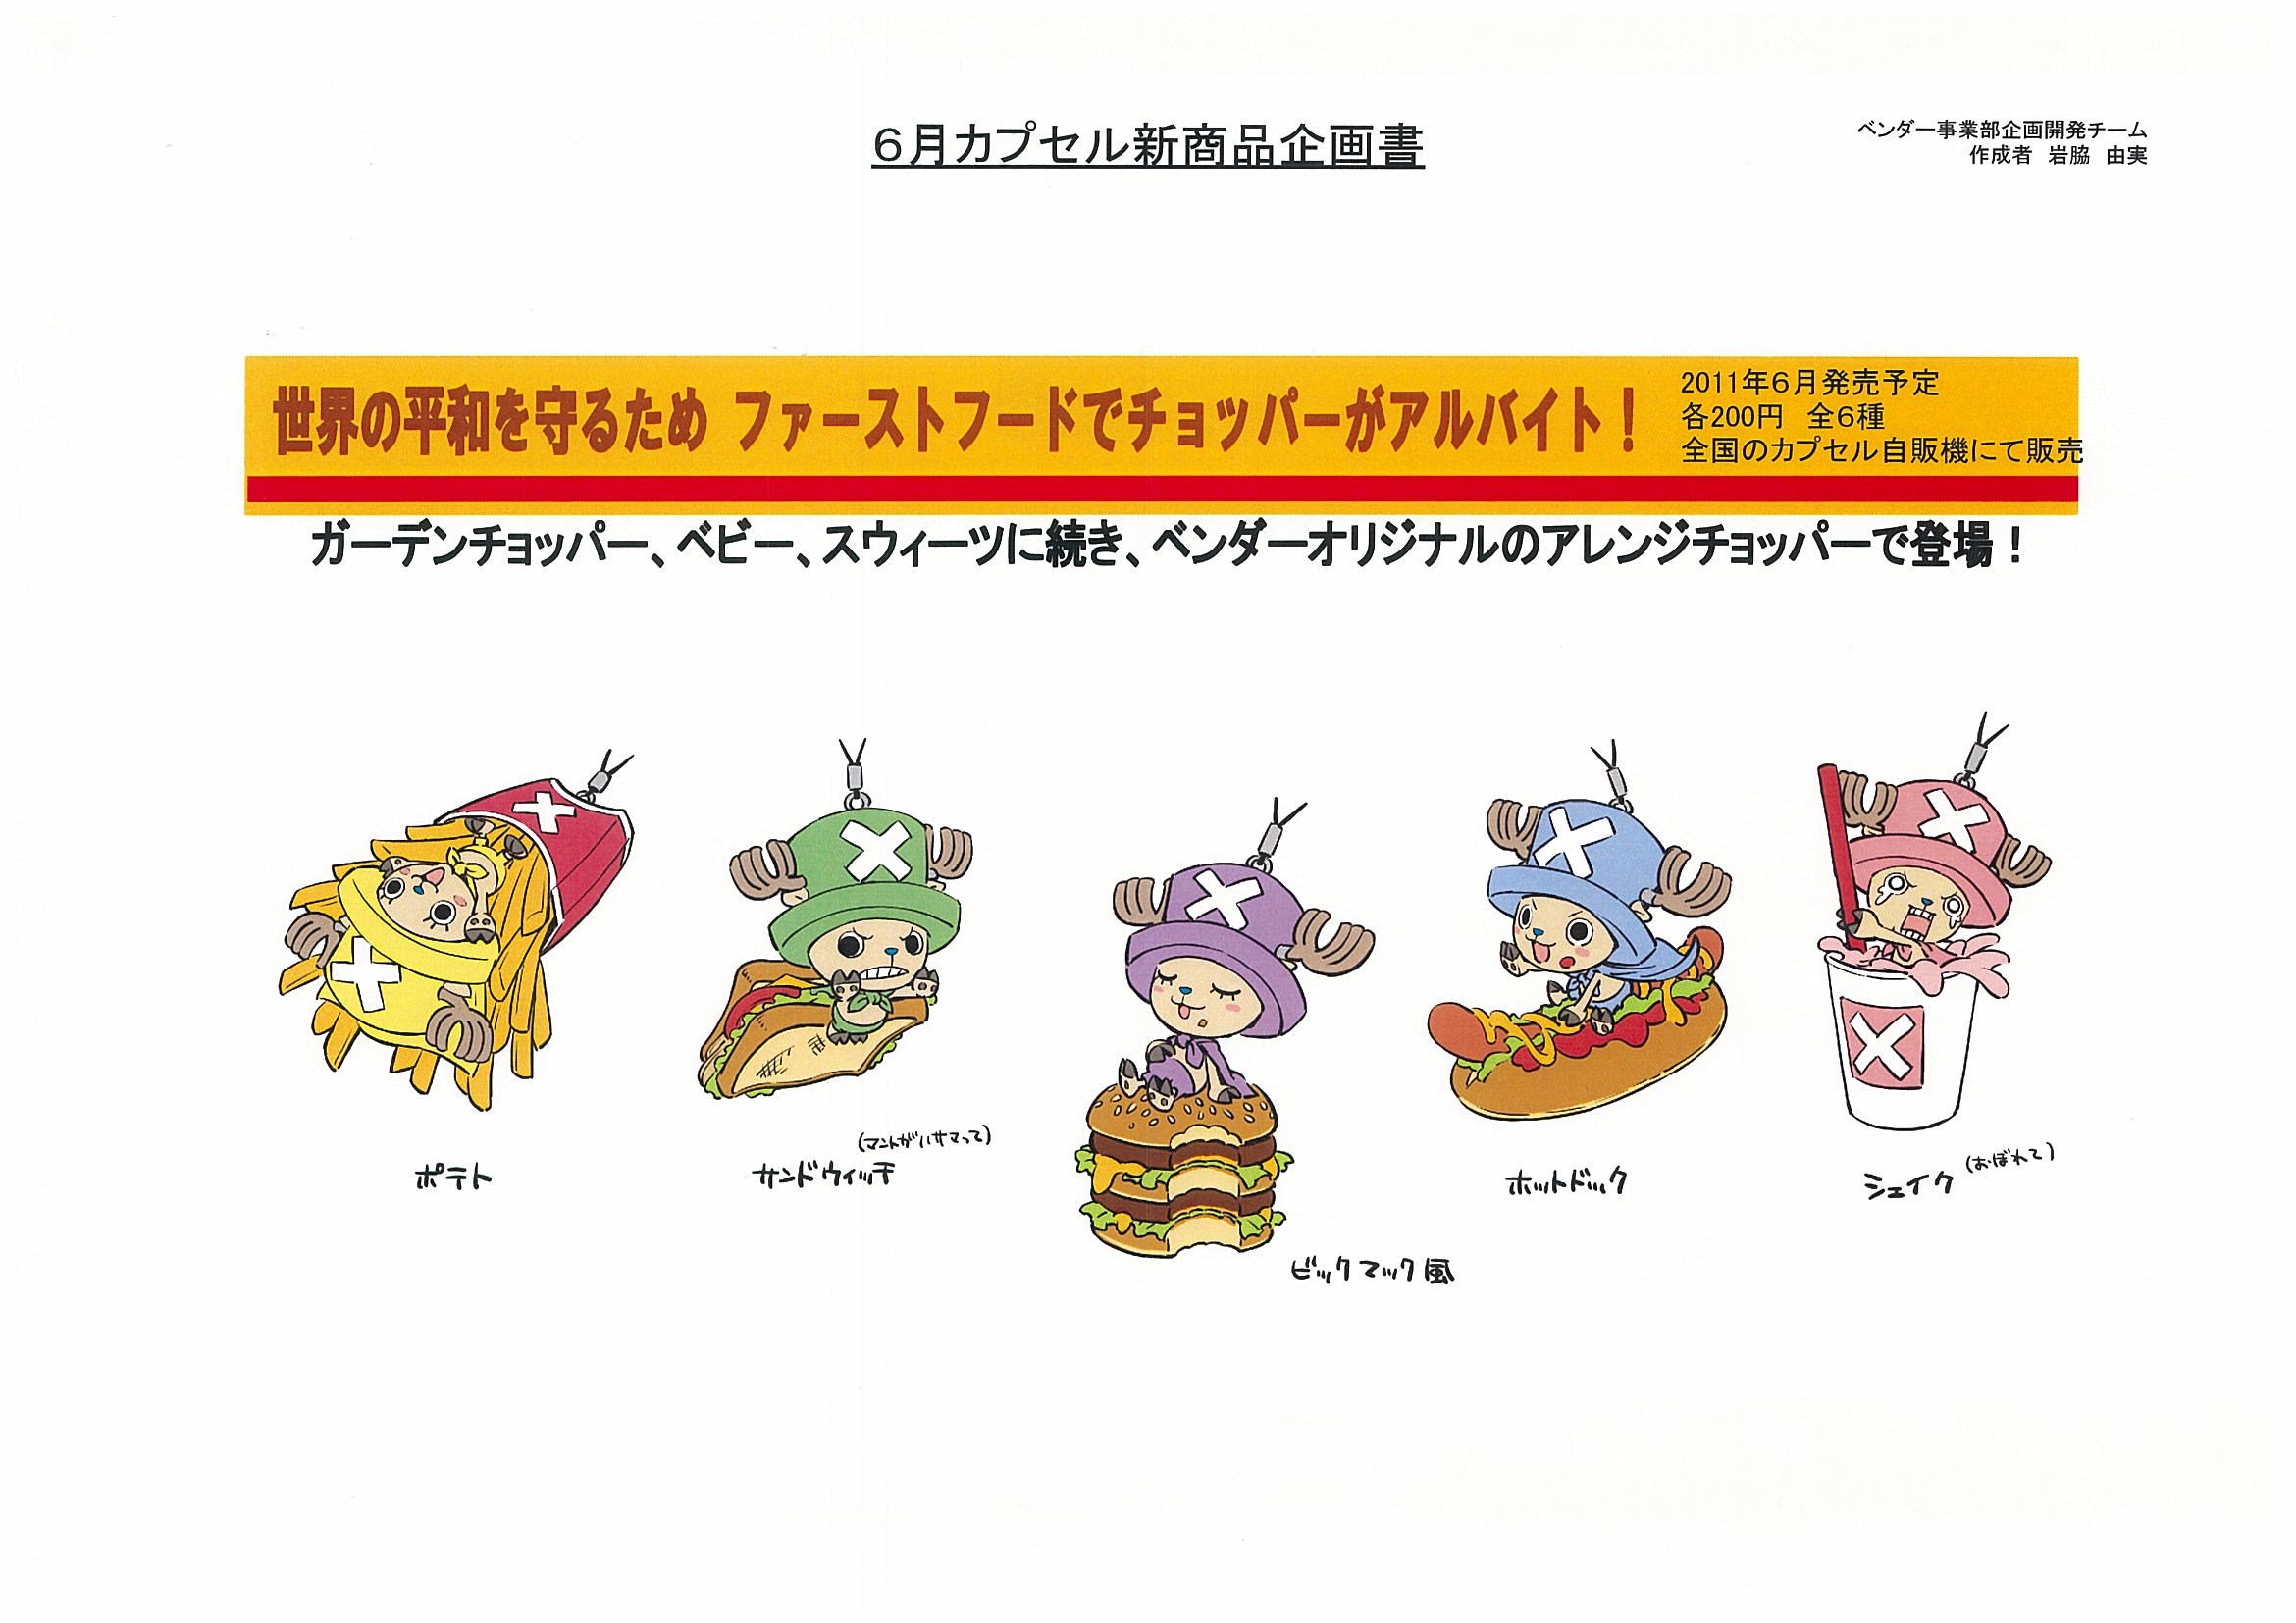 6月カプセル新商品企画書
ベンダー事業部企画開発チーム
作成者 岩脇 由実
世界の平和を守るため ファーストフードでチョッパーがアルバイト！
2011年6月発売予定
各200円 全6種
全国のカプセル自販機にて販売
ガーデンチョッパー、ベビー、スウィーツに続き、ベンダーオリジナルのアレンジチョッパーで登場！
ポテト
(マントがハサマって)
サンドウィッチ
ビックマック風
ホットドック
シェイク (おぼれて)